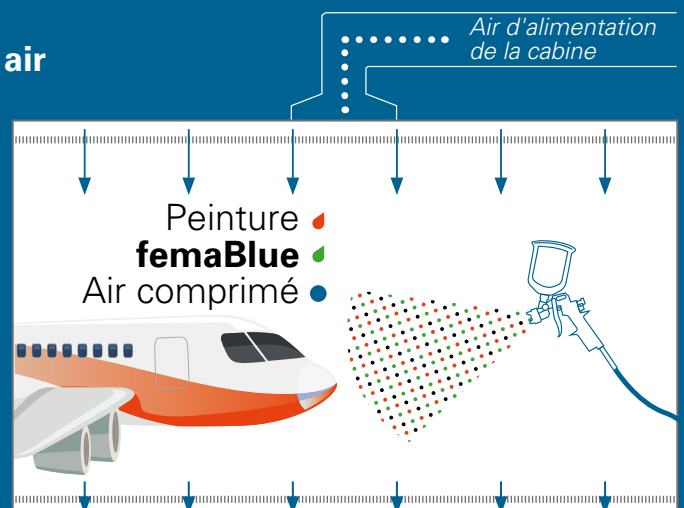 air
Air d'alimentation
de la cabine
Peinture
femaBlue
Air comprimé